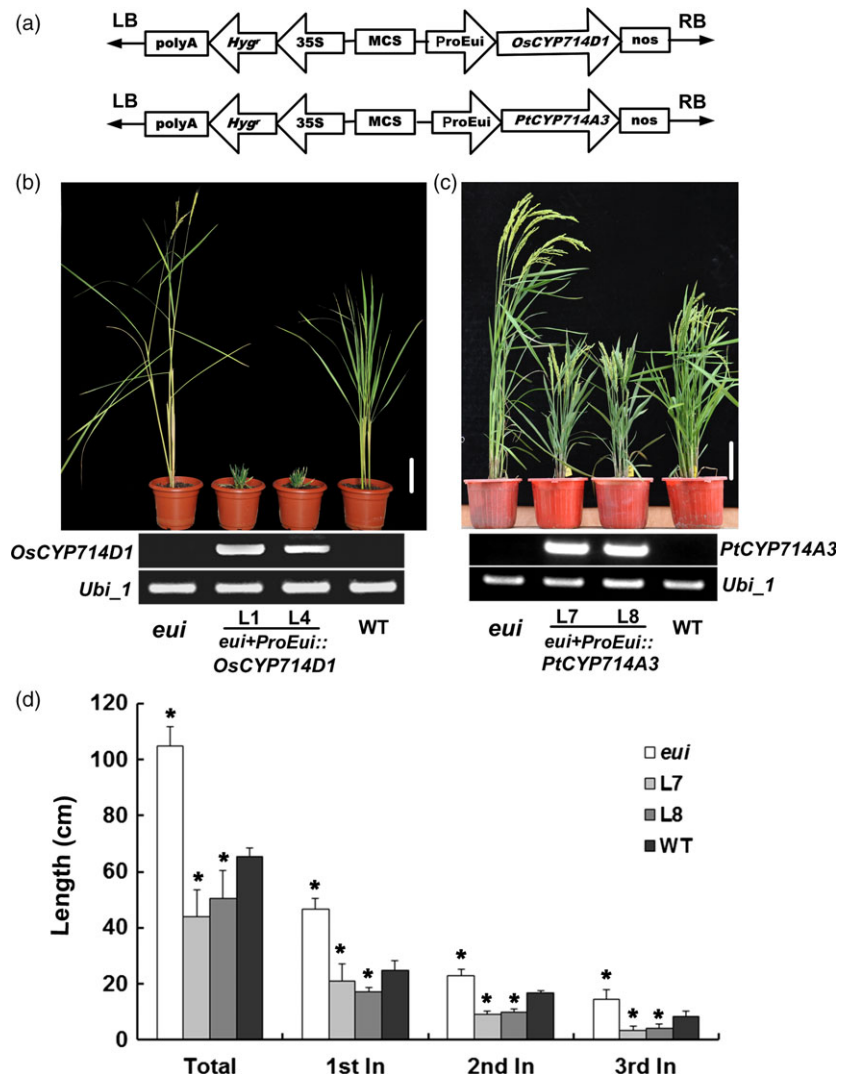 (a)
LB RB
polyA Hygʳ 35S MCS ProEui OsCYP714D1 nos
LB RB
polyA Hygʳ 35S MCS ProEui PtCYP714A3 nos
(b)
OsCYP714D1
Ubi_1
eui L1 L4 WT
eui+ProEui::
OsCYP714D1
(c)
PtCYP714A3
Ubi_1
eui L7 L8 WT
eui+ProEui::
PtCYP714A3
(d)
Length (cm)
120
100
80
60
40
20
0
* * *
* * *
* * *
* * *
Total 1st In 2nd In 3rd In
eui
L7
L8
WT